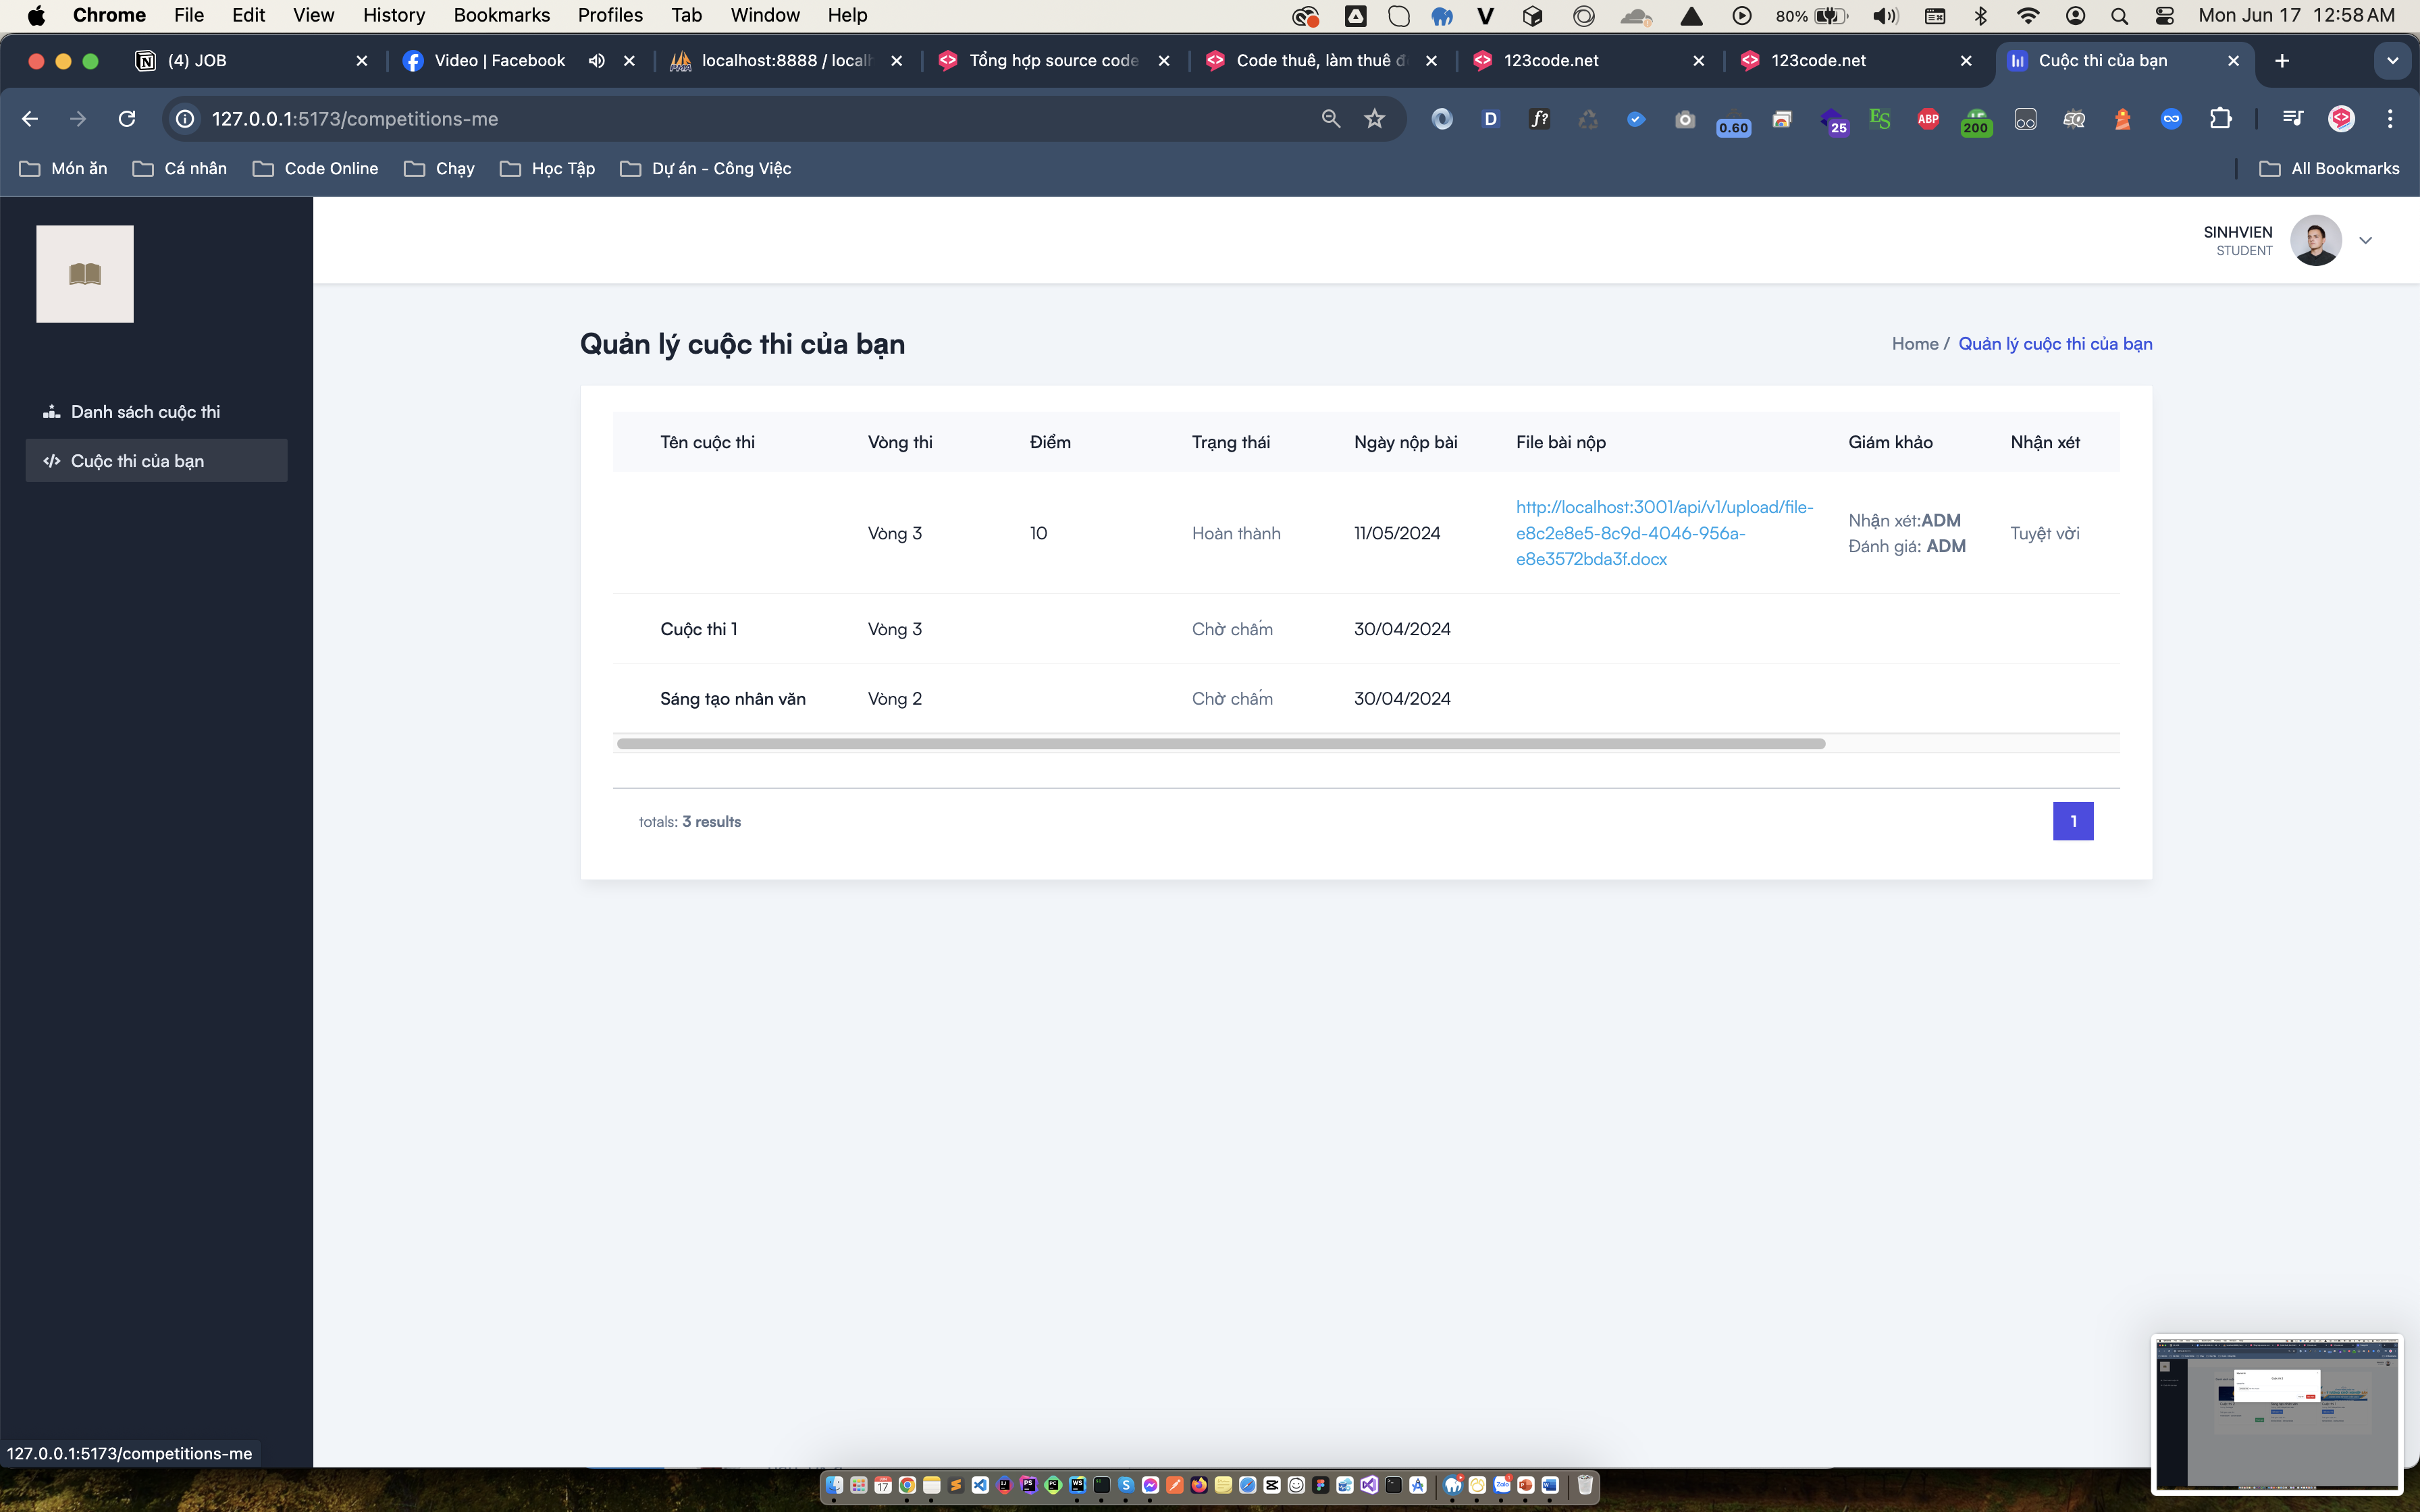 Chrome File Edit View History Bookmarks Profiles Tab Window Help 80% Mon Jun 17 12:58 AM
(4) JOB Video | Facebook localhost:8888 / localh Tổng hợp source code Code thuê, làm thuê đ 123code.net 123code.net Cuộc thi của bạn
127.0.0.1:5173/competitions-me D f? 0.60 25 ES ABP 200 SQ
Món ăn Cá nhân Code Online Chạy Học Tập Dự án - Công Việc All Bookmarks
SINHVIEN
STUDENT
Danh sách cuộc thi
Cuộc thi của bạn
Quản lý cuộc thi của bạn
Home / Quản lý cuộc thi của bạn
Tên cuộc thi Vòng thi Điểm Trạng thái Ngày nộp bài File bài nộp Giám khảo Nhận xét
Vòng 3 10 Hoàn thành 11/05/2024 http://localhost:3001/api/v1/upload/file-
e8c2e8e5-8c9d-4046-956a-
e8e3572bda3f.docx
Nhận xét:ADM
Đánh giá: ADM
Tuyệt vời
Cuộc thi 1 Vòng 3 Chờ chấm 30/04/2024
Sáng tạo nhân văn Vòng 2 Chờ chấm 30/04/2024
totals: 3 results 1
127.0.0.1:5173/competitions-me